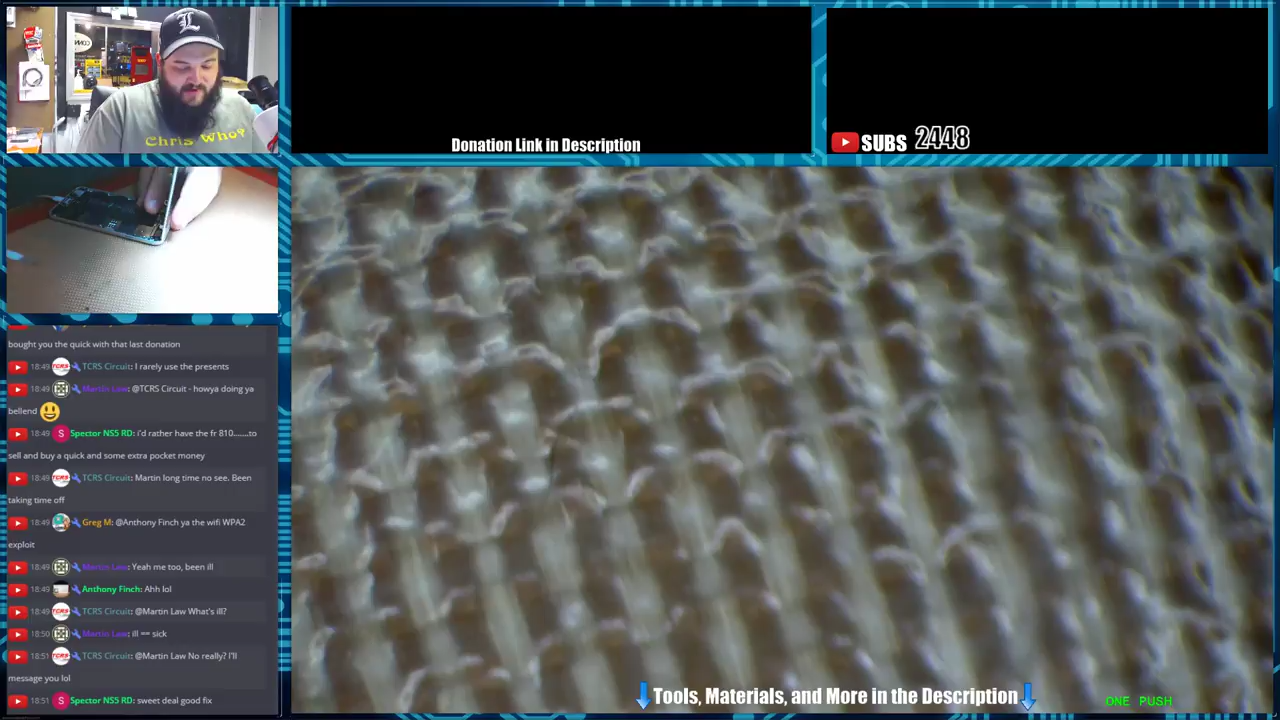 L
Chris Who?
Donation Link in Description
SUBS 2448
bought you the quick with that last donation
18:49 TCRS Circuit: I rarely use the presents
18:49 Martin Law: @TCRS Circuit - howya doing ya
bellend
18:49 Spector NS5 RD: i'd rather have the fr 810.......to
sell and buy a quick and some extra pocket money
18:49 TCRS Circuit: Martin long time no see. Been
taking time off
18:49 Greg M: @Anthony Finch ya the wifi WPA2
exploit
18:49 Martin Law: Yeah me too, been ill
18:49 Anthony Finch: Ahh lol
18:49 TCRS Circuit: @Martin Law What's ill?
18:50 Martin Law: ill == sick
18:51 TCRS Circuit: @Martin Law No really? I'll
message you lol
18:51 Spector NS5 RD: sweet deal good fix
Tools, Materials, and More in the Description
ONE PUSH